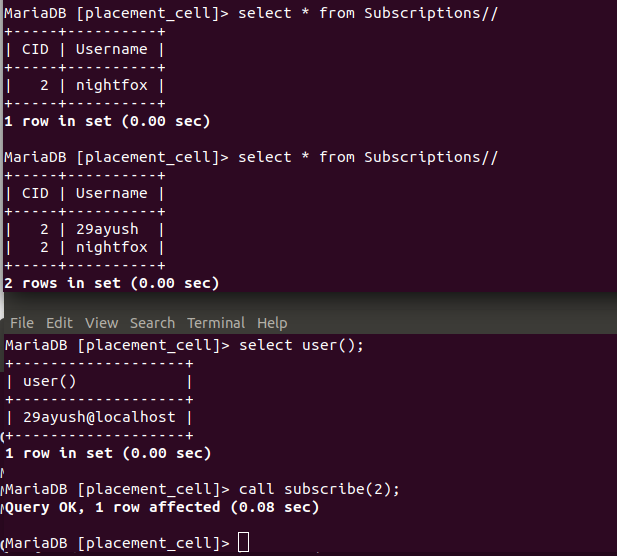 MariaDB [placement_cell]> select * from Subscriptions//
+-----+----------+
| CID | Username |
+-----+----------+
|   2 | nightfox |
+-----+----------+
1 row in set (0.00 sec)
MariaDB [placement_cell]> select * from Subscriptions//
+-----+----------+
| CID | Username |
+-----+----------+
|   2 | 29ayush  |
|   2 | nightfox |
+-----+----------+
2 rows in set (0.00 sec)
File Edit View Search Terminal Help
MariaDB [placement_cell]> select user();
+-------------------+
| user()            |
+-------------------+
| 29ayush@localhost |
+-------------------+
1 row in set (0.00 sec)
MariaDB [placement_cell]> call subscribe(2);
Query OK, 1 row affected (0.08 sec)
MariaDB [placement_cell]>